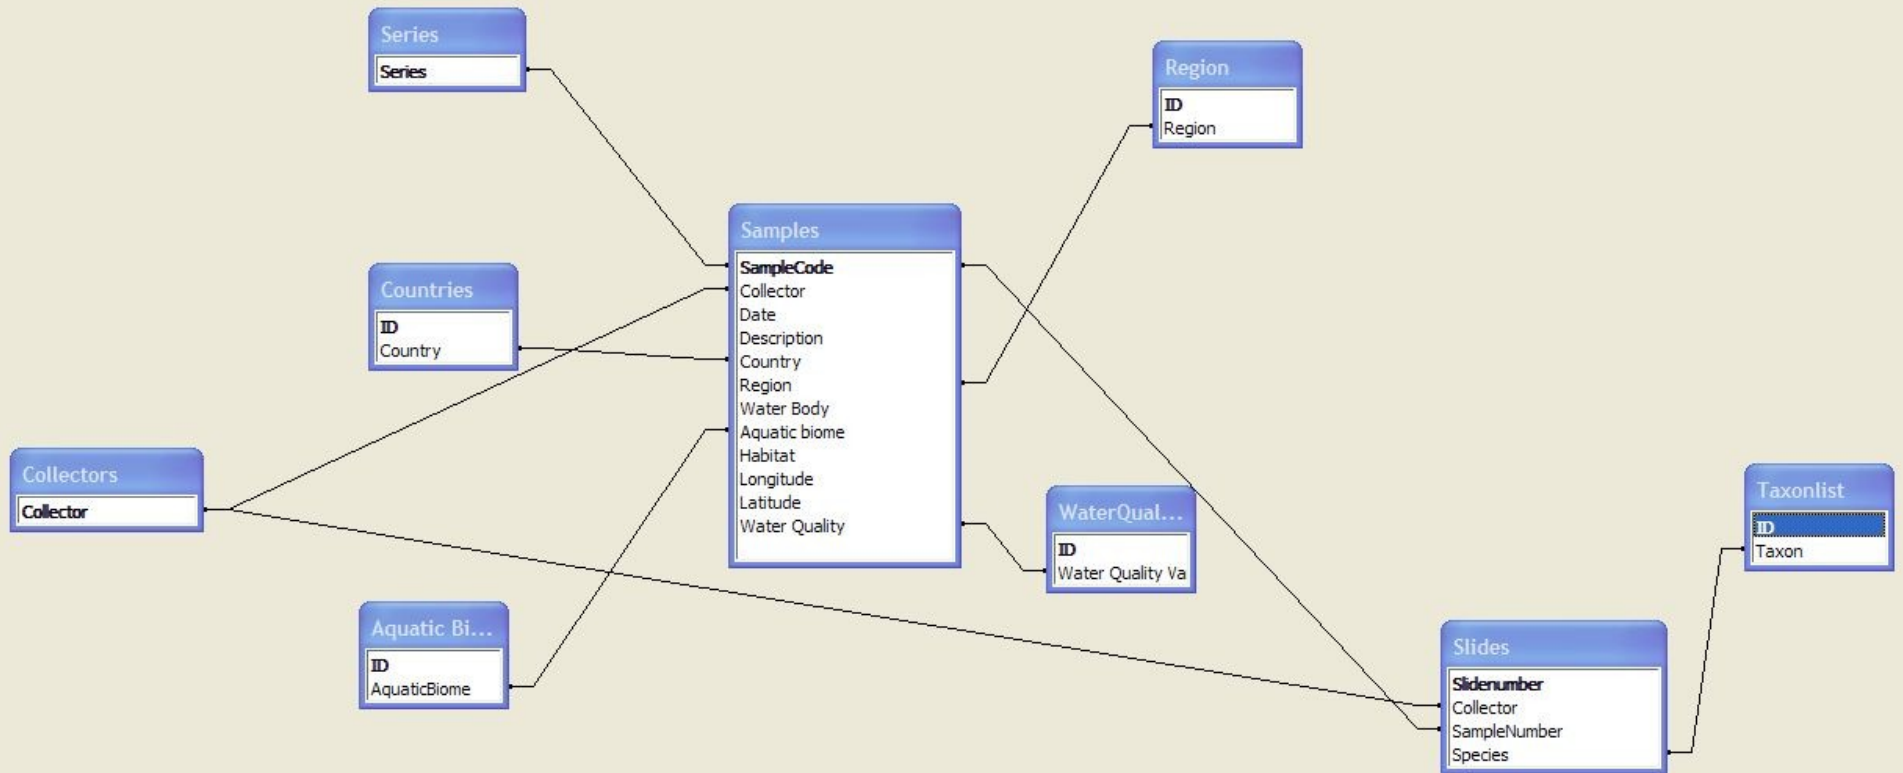 Series
Series
Region
ID
Region
Samples
SampleCode
Collector
Date
Description
Country
Region
Water Body
Aquatic biome
Habitat
Longitude
Latitude
Water Quality
Countries
ID
Country
Collectors
Collector
Aquatic Bi...
ID
AquaticBiome
WaterQual...
ID
Water Quality Va
Taxonlist
ID
Taxon
Slides
Slidenumber
Collector
SampleNumber
Species